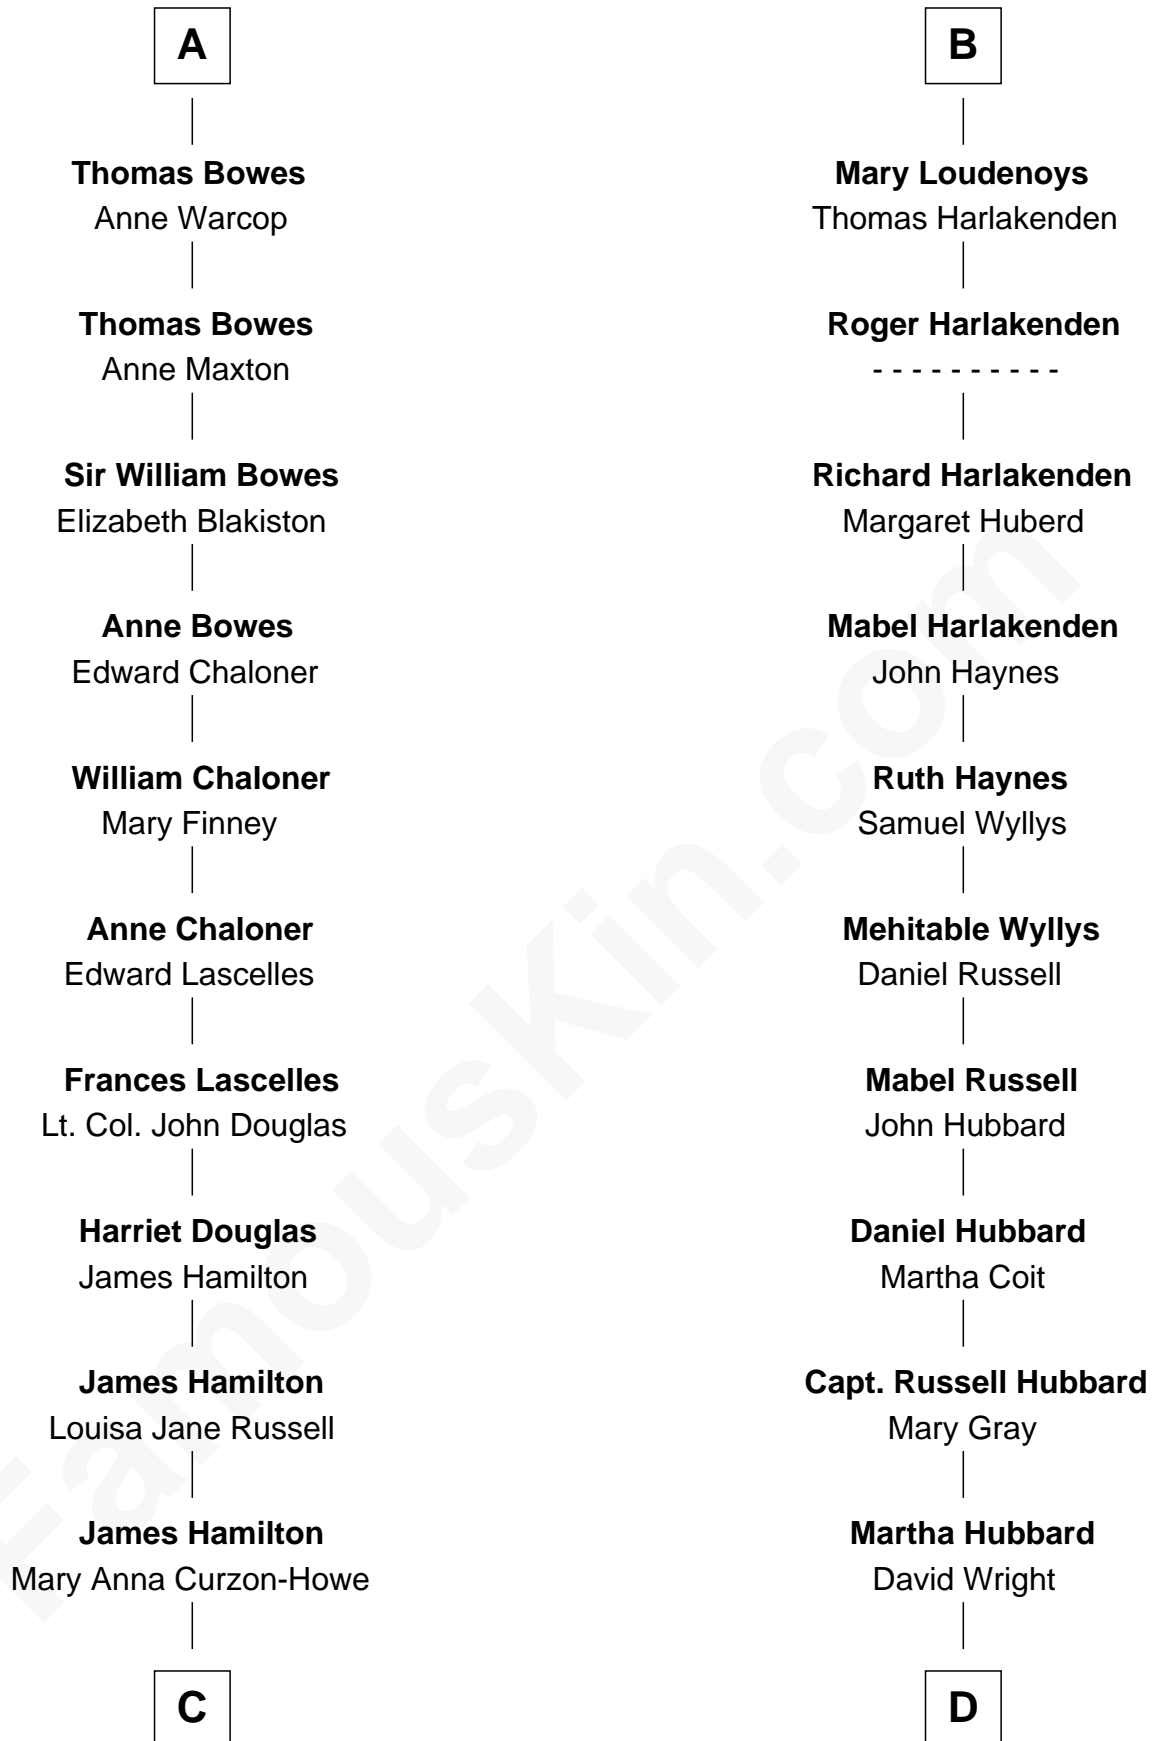 A
Thomas Bowes
Anne Warcop
Thomas Bowes
Anne Maxton
Sir William Bowes
Elizabeth Blakiston
Anne Bowes
Edward Chaloner
William Chaloner
Mary Finney
Anne Chaloner
Edward Lascelles
Frances Lascelles
Lt. Col. John Douglas
Harriet Douglas
James Hamilton
James Hamilton
Louisa Jane Russell
James Hamilton
Mary Anna Curzon-Howe
C
B
Mary Loudenoys
Thomas Harlakenden
Roger Harlakenden
- - - - - - - - - -
Richard Harlakenden
Margaret Huberd
Mabel Harlakenden
John Haynes
Ruth Haynes
Samuel Wyllys
Mehitable Wyllys
Daniel Russell
Mabel Russell
John Hubbard
Daniel Hubbard
Martha Coit
Capt. Russell Hubbard
Mary Gray
Martha Hubbard
David Wright
D
FamousKin.com